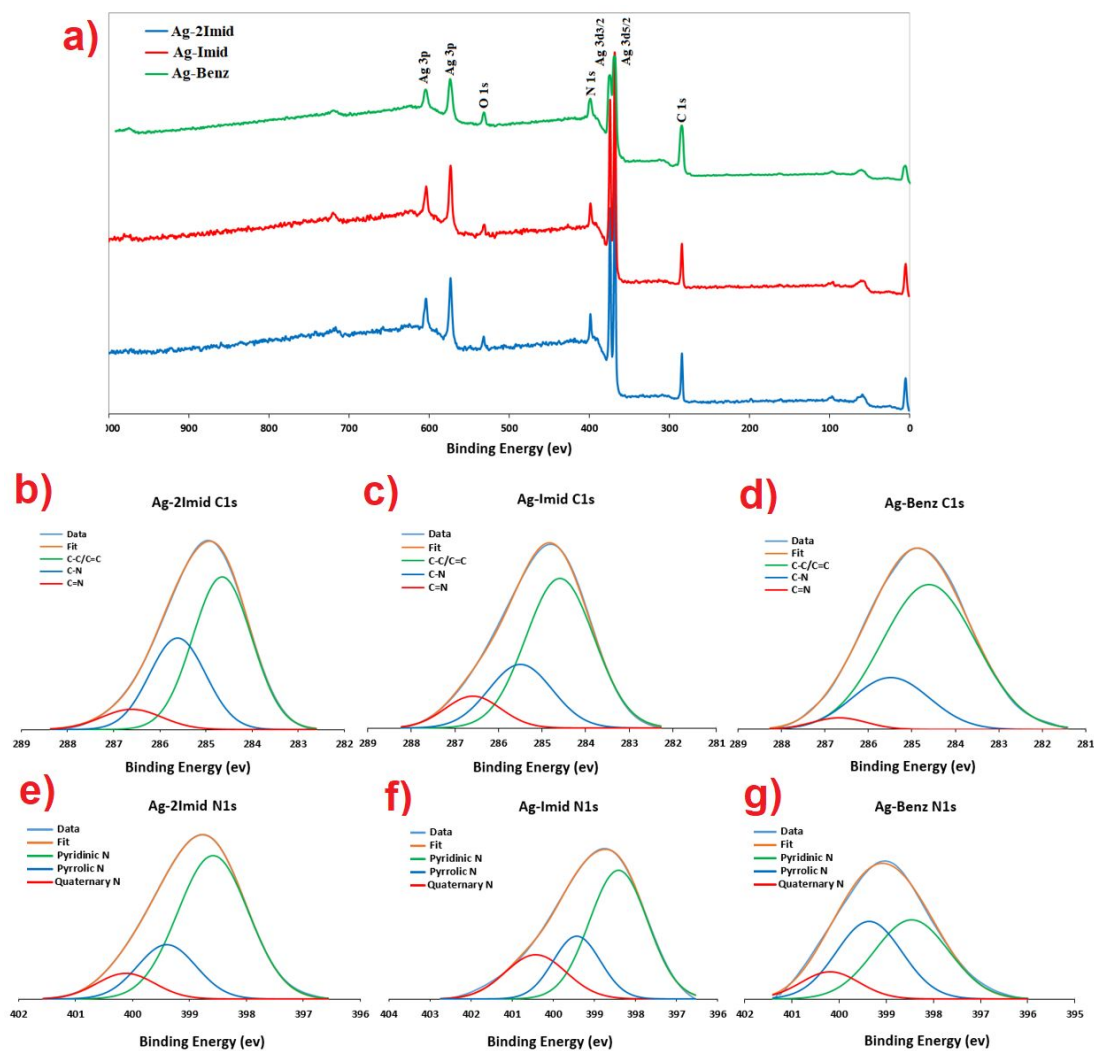 a)
Ag-2Imid
Ag-Imid
Ag-Benz
Ag 3p
Ag 3p
O 1s
N 1s
Ag 3d3/2
Ag 3d5/2
C 1s
000 900 800 700 600 500 400 300 200 100 0
Binding Energy (ev)
b)
Ag-2Imid C1s
Data
Fit
C-C/C=C
C-N
C=N
289 288 287 286 285 284 283 282
Binding Energy (ev)
c)
Ag-Imid C1s
Data
Fit
C-C/C=C
C-N
C=N
289 288 287 286 285 284 283 282 281
Binding Energy (ev)
d)
Ag-Benz C1s
Data
Fit
C-C/C=C
C-N
C=N
289 288 287 286 285 284 283 282 281
Binding Energy (ev)
e)
Ag-2Imid N1s
Data
Fit
Pyridinic N
Pyrrolic N
Quaternary N
402 401 400 399 398 397 396
Binding Energy (ev)
f)
Ag-Imid N1s
Data
Fit
Pyridinic N
Pyrrolic N
Quaternary N
404 403 402 401 400 399 398 397 396
Binding Energy (ev)
g)
Ag-Benz N1s
Data
Fit
Pyridinic N
Pyrrolic N
Quaternary N
402 401 400 399 398 397 396 395
Binding Energy (ev)